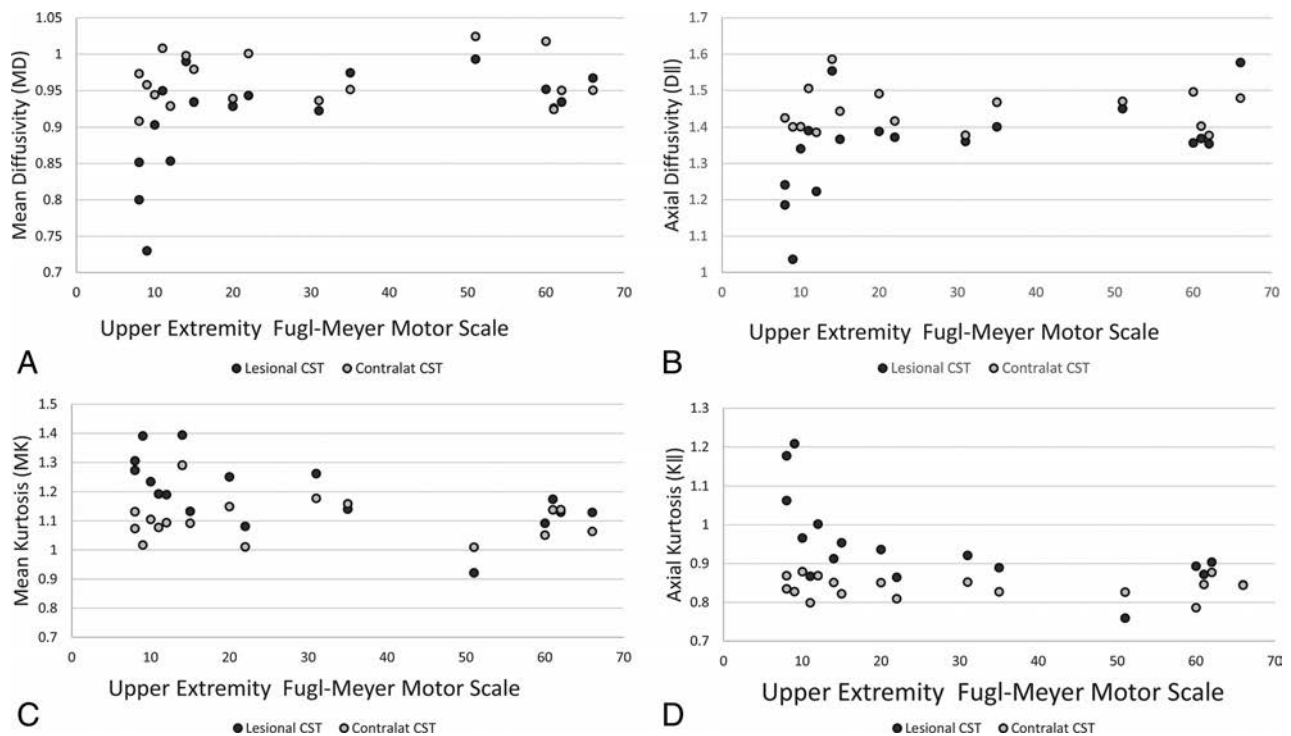 1.05
1
0.95
0.9
0.85
0.8
0.75
0.7
Mean Diffusivity (MD)
0 10 20 30 40 50 60 70
Upper Extremity Fugl-Meyer Motor Scale
A
Lesional CST Contralat CST
1.7
1.6
1.5
1.4
1.3
1.2
1.1
1
Axial Diffusivity (D||)
0 10 20 30 40 50 60 70
Upper Extremity Fugl-Meyer Motor Scale
B
Lesional CST Contralat CST
1.5
1.4
1.3
1.2
1.1
1
0.9
0.8
0.7
Mean Kurtosis (MK)
0 10 20 30 40 50 60 70
Upper Extremity Fugl-Meyer Motor Scale
C
Lesional CST Contralat CST
1.3
1.2
1.1
1
0.9
0.8
0.7
Axial Kurtosis (K||)
0 10 20 30 40 50 60 70
Upper Extremity Fugl-Meyer Motor Scale
D
Lesional CST Contralat CST